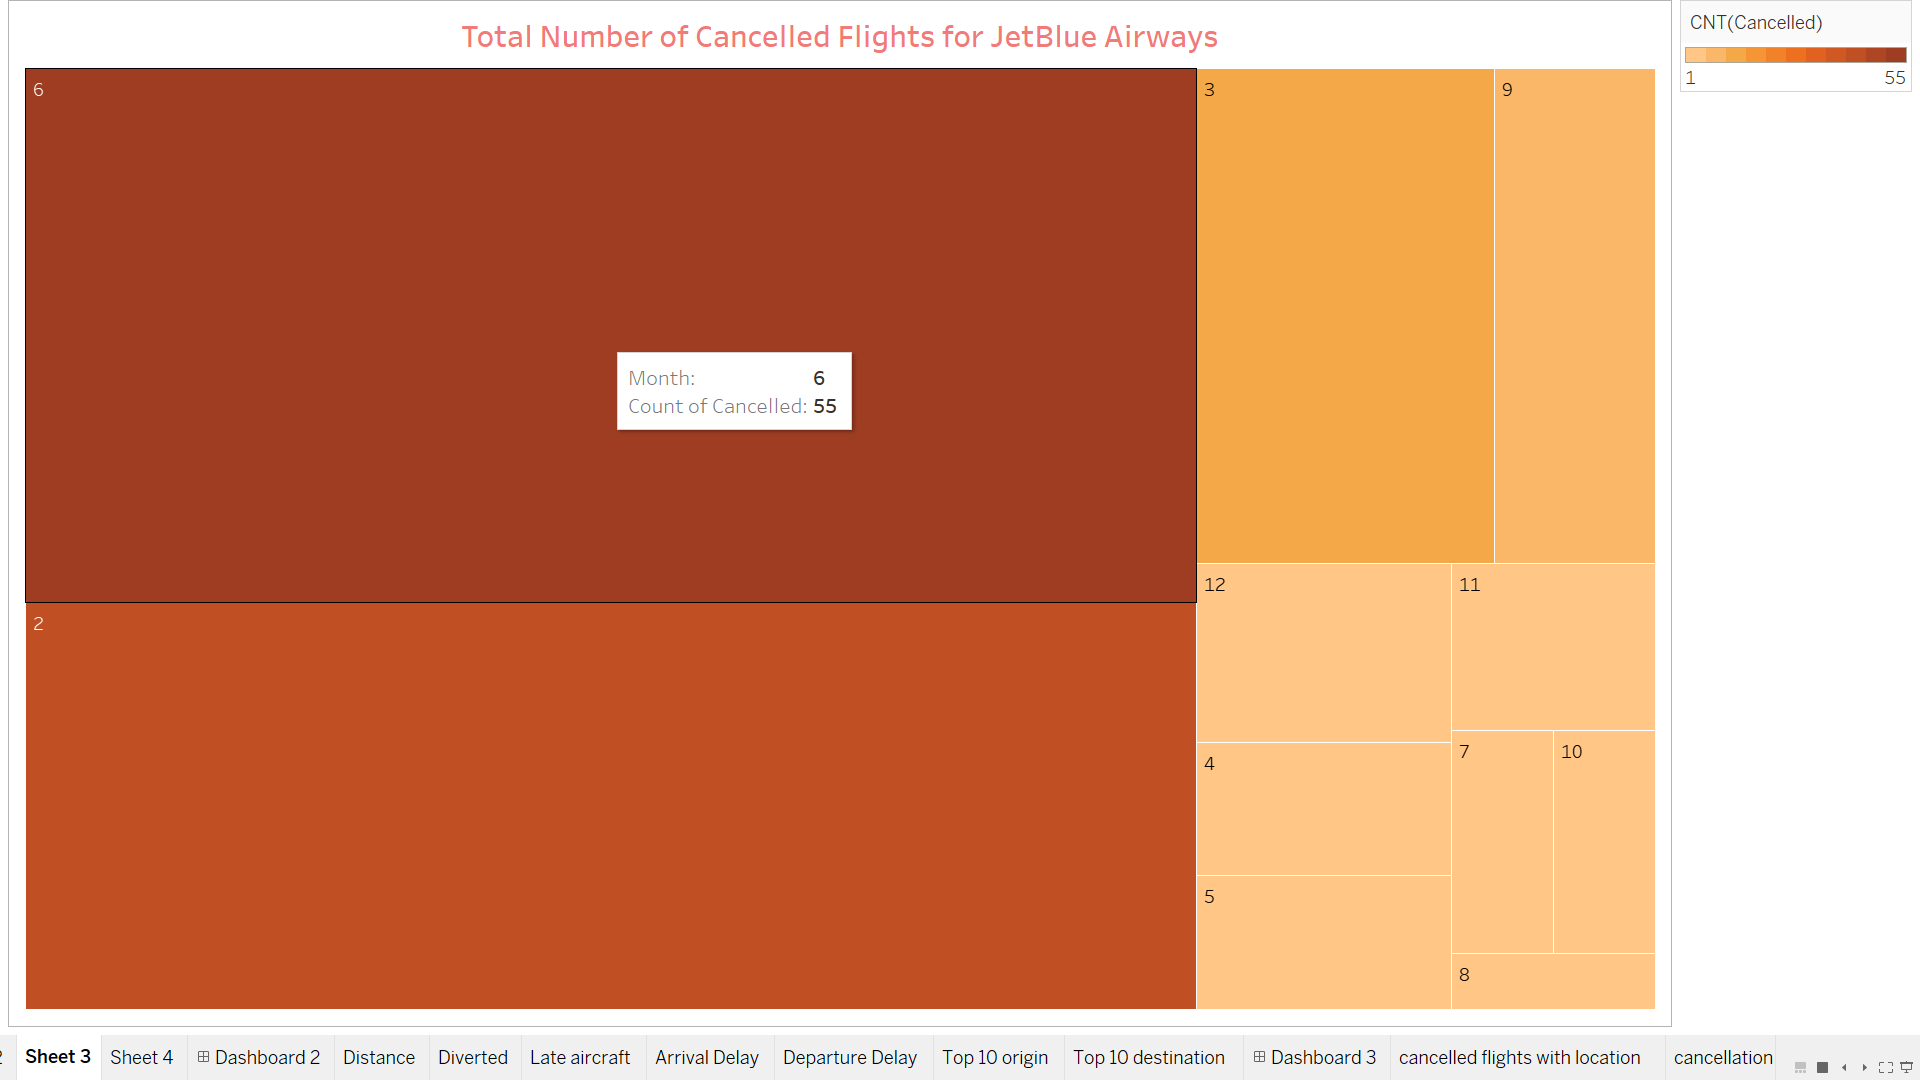 Total Number of Cancelled Flights for JetBlue Airways
CNT(Cancelled)
1 55
6
3
9
Month: 6
Count of Cancelled: 55
12
11
2
7
10
4
5
8
2 Sheet 3 Sheet 4 Dashboard 2 Distance Diverted Late aircraft Arrival Delay Departure Delay Top 10 origin Top 10 destination Dashboard 3 cancelled flights with location cancellation